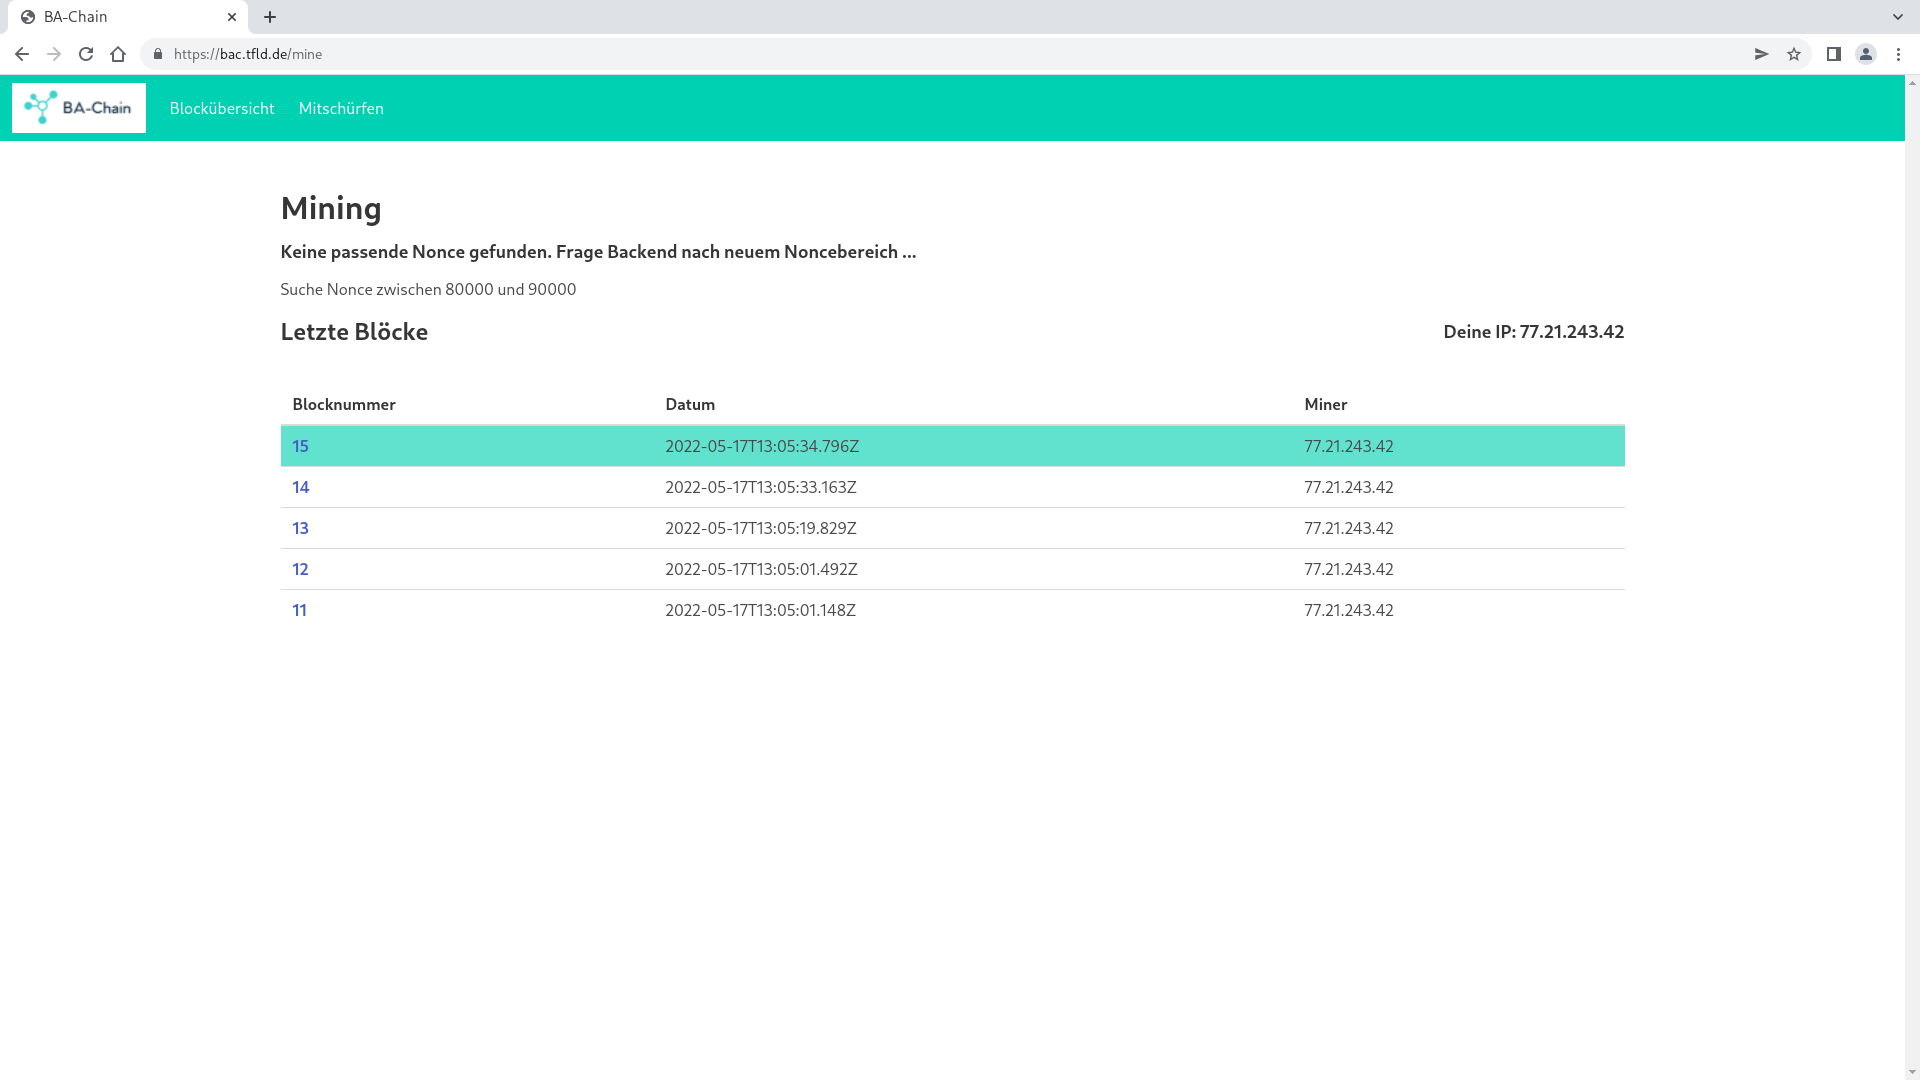 BA-Chain
https://bac.tfld.de/mine
BA-Chain Blockübersicht Mitschürfen
Mining
Keine passende Nonce gefunden. Frage Backend nach neuem Noncebereich ...
Suche Nonce zwischen 80000 und 90000
Letzte Blöcke Deine IP: 77.21.243.42
Blocknummer Datum Miner
15 2022-05-17T13:05:34.796Z 77.21.243.42
14 2022-05-17T13:05:33.163Z 77.21.243.42
13 2022-05-17T13:05:19.829Z 77.21.243.42
12 2022-05-17T13:05:01.492Z 77.21.243.42
11 2022-05-17T13:05:01.148Z 77.21.243.42